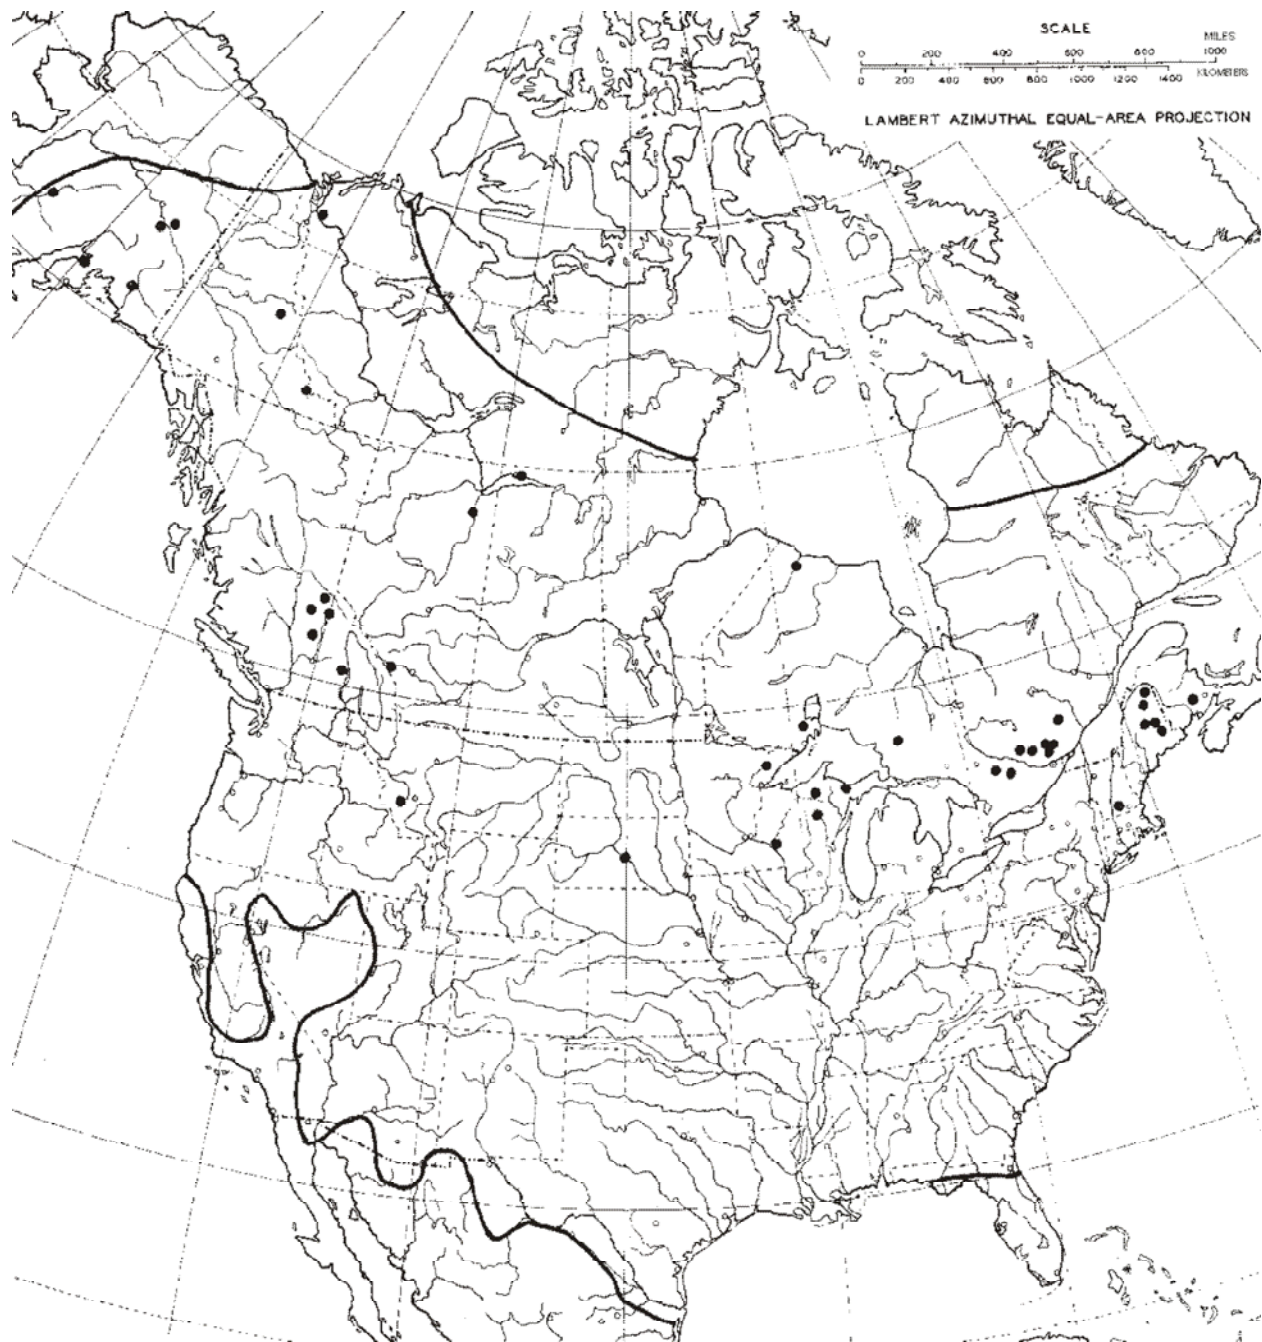 SCALE
MILES
0 200 400 600 800 1000
0 200 400 600 800 1000 1200 1400 KILOMETERS
LAMBERT AZIMUTHAL EQUAL-AREA PROJECTION